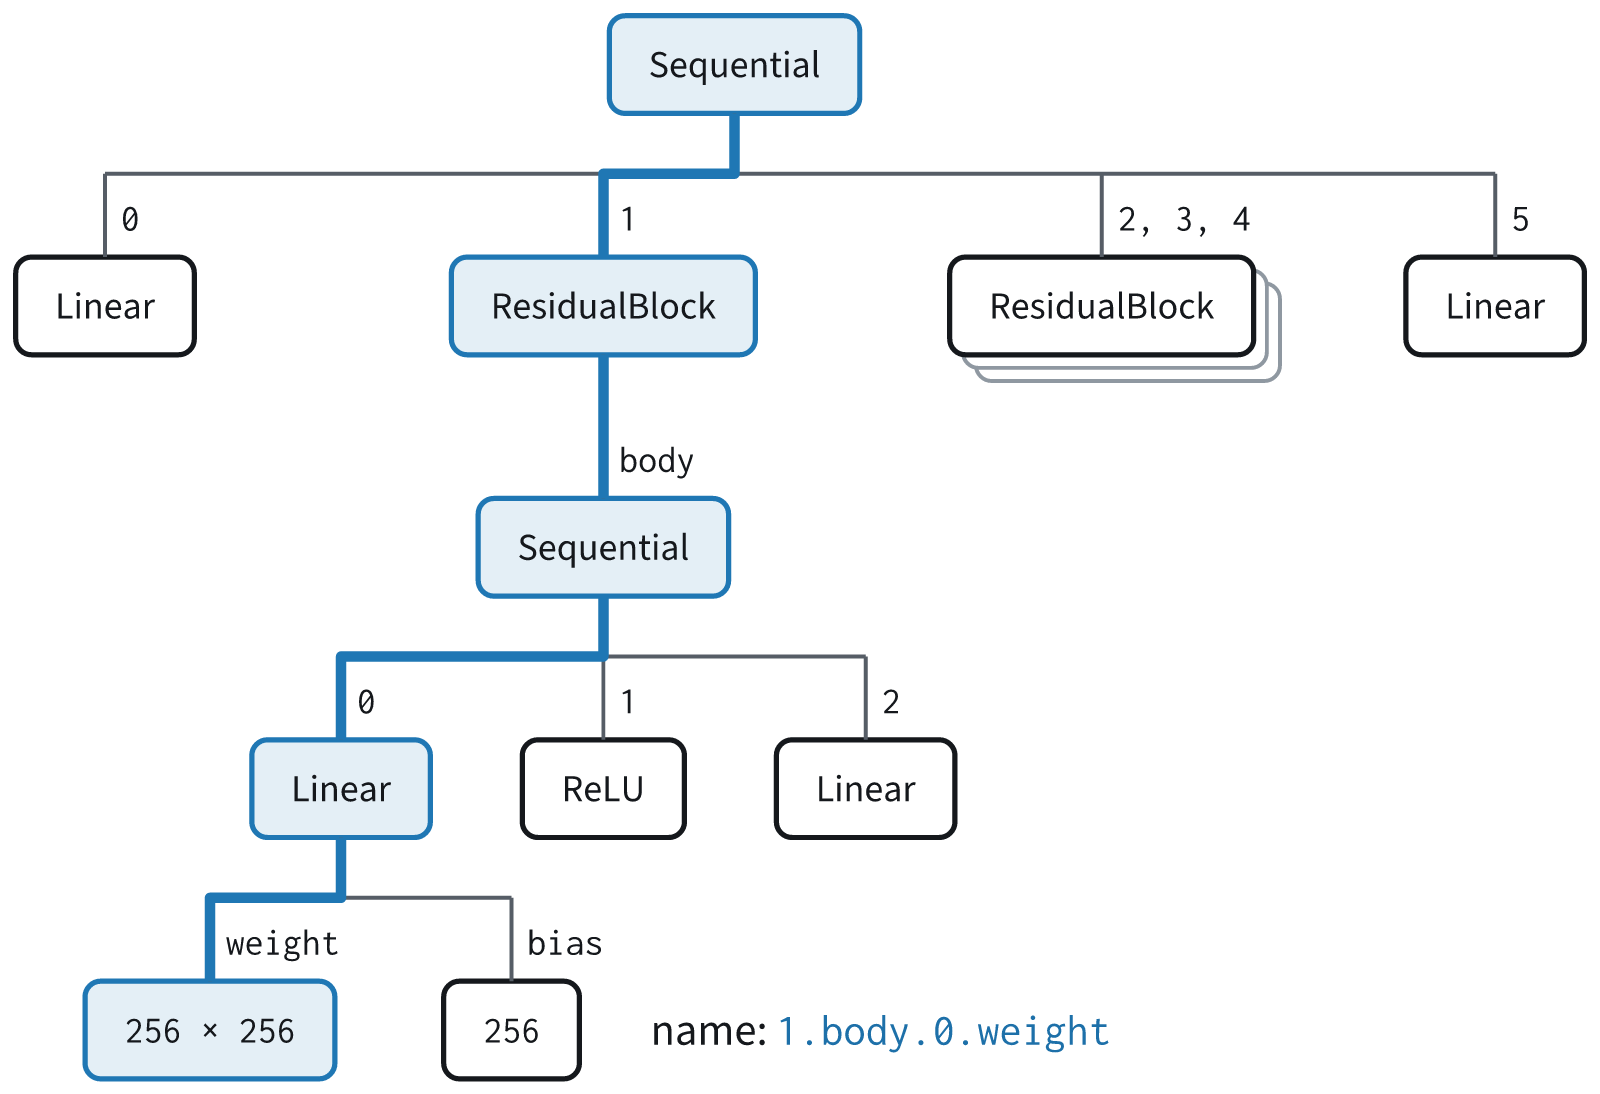 Sequential
0
1
2, 3, 4
5
Linear
ResidualBlock
ResidualBlock
Linear
body
Sequential
0
1
2
Linear
ReLU
Linear
weight
bias
256 × 256
256
name: 1.body.0.weight